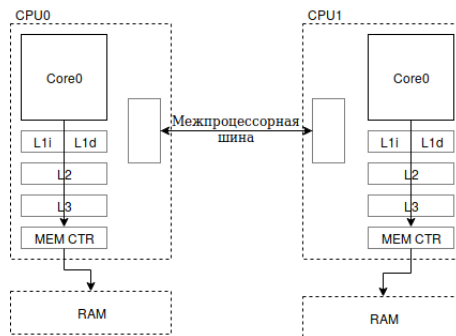 CPU0
CPU1
Core0
Core0
Межпроцессорная
шина
L1i L1d
L1i L1d
L2
L2
L3
L3
MEM CTR
MEM CTR
RAM
RAM